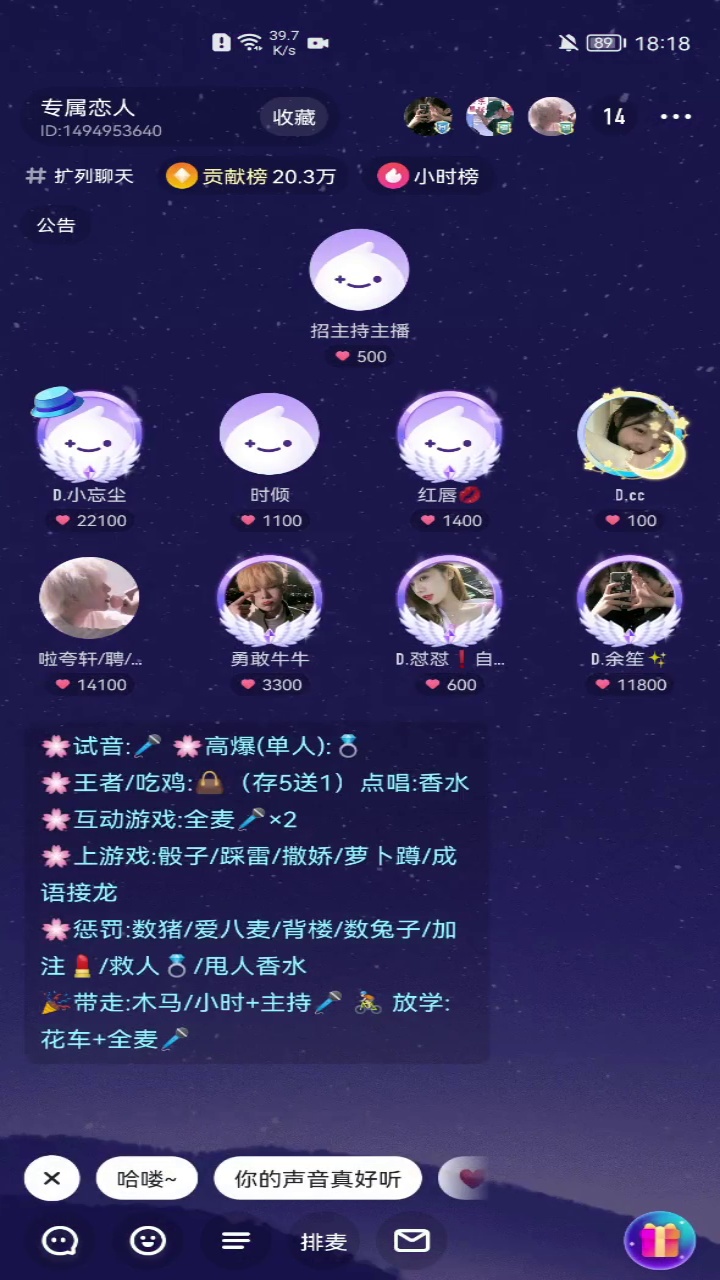 39.7
K/s
89
18:18
专属恋人
ID:1494953640
收藏
14
扩列聊天
贡献榜 20.3万
小时榜
公告
招主持主播
500
D.小忘尘
时倾
红唇💋
D.cc
22100
1100
1400
100
啦夸轩/聘/...
勇敢牛牛
D.怼怼❗自...
D.余笙✨
14100
3300
600
11800
🌸试音:🎤 🌸高爆(单人):💍
🌸王者/吃鸡:👜（存5送1）点唱:香水
🌸互动游戏:全麦🎤×2
🌸上游戏:骰子/踩雷/撒娇/萝卜蹲/成
语接龙
🌸惩罚:数猪/爱八麦/背楼/数兔子/加
注💄/救人💍/甩人香水
🎉带走:木马/小时+主持🎤 🚴 放学:
花车+全麦🎤
哈喽~
你的声音真好听
排麦